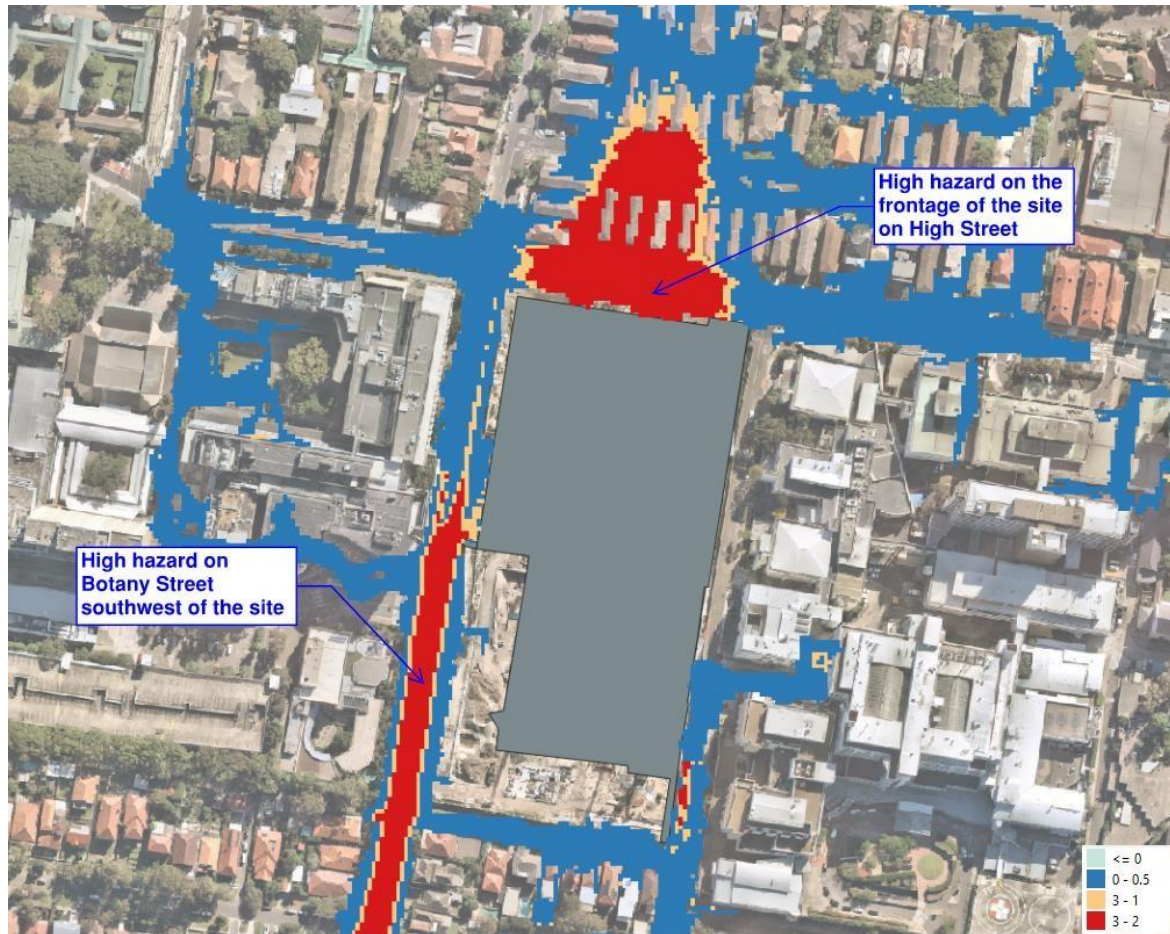 High hazard on the
frontage of the site
on High Street
High hazard on
Botany Street
southwest of the site
<= 0
0 - 0.5
3 - 1
3 - 2